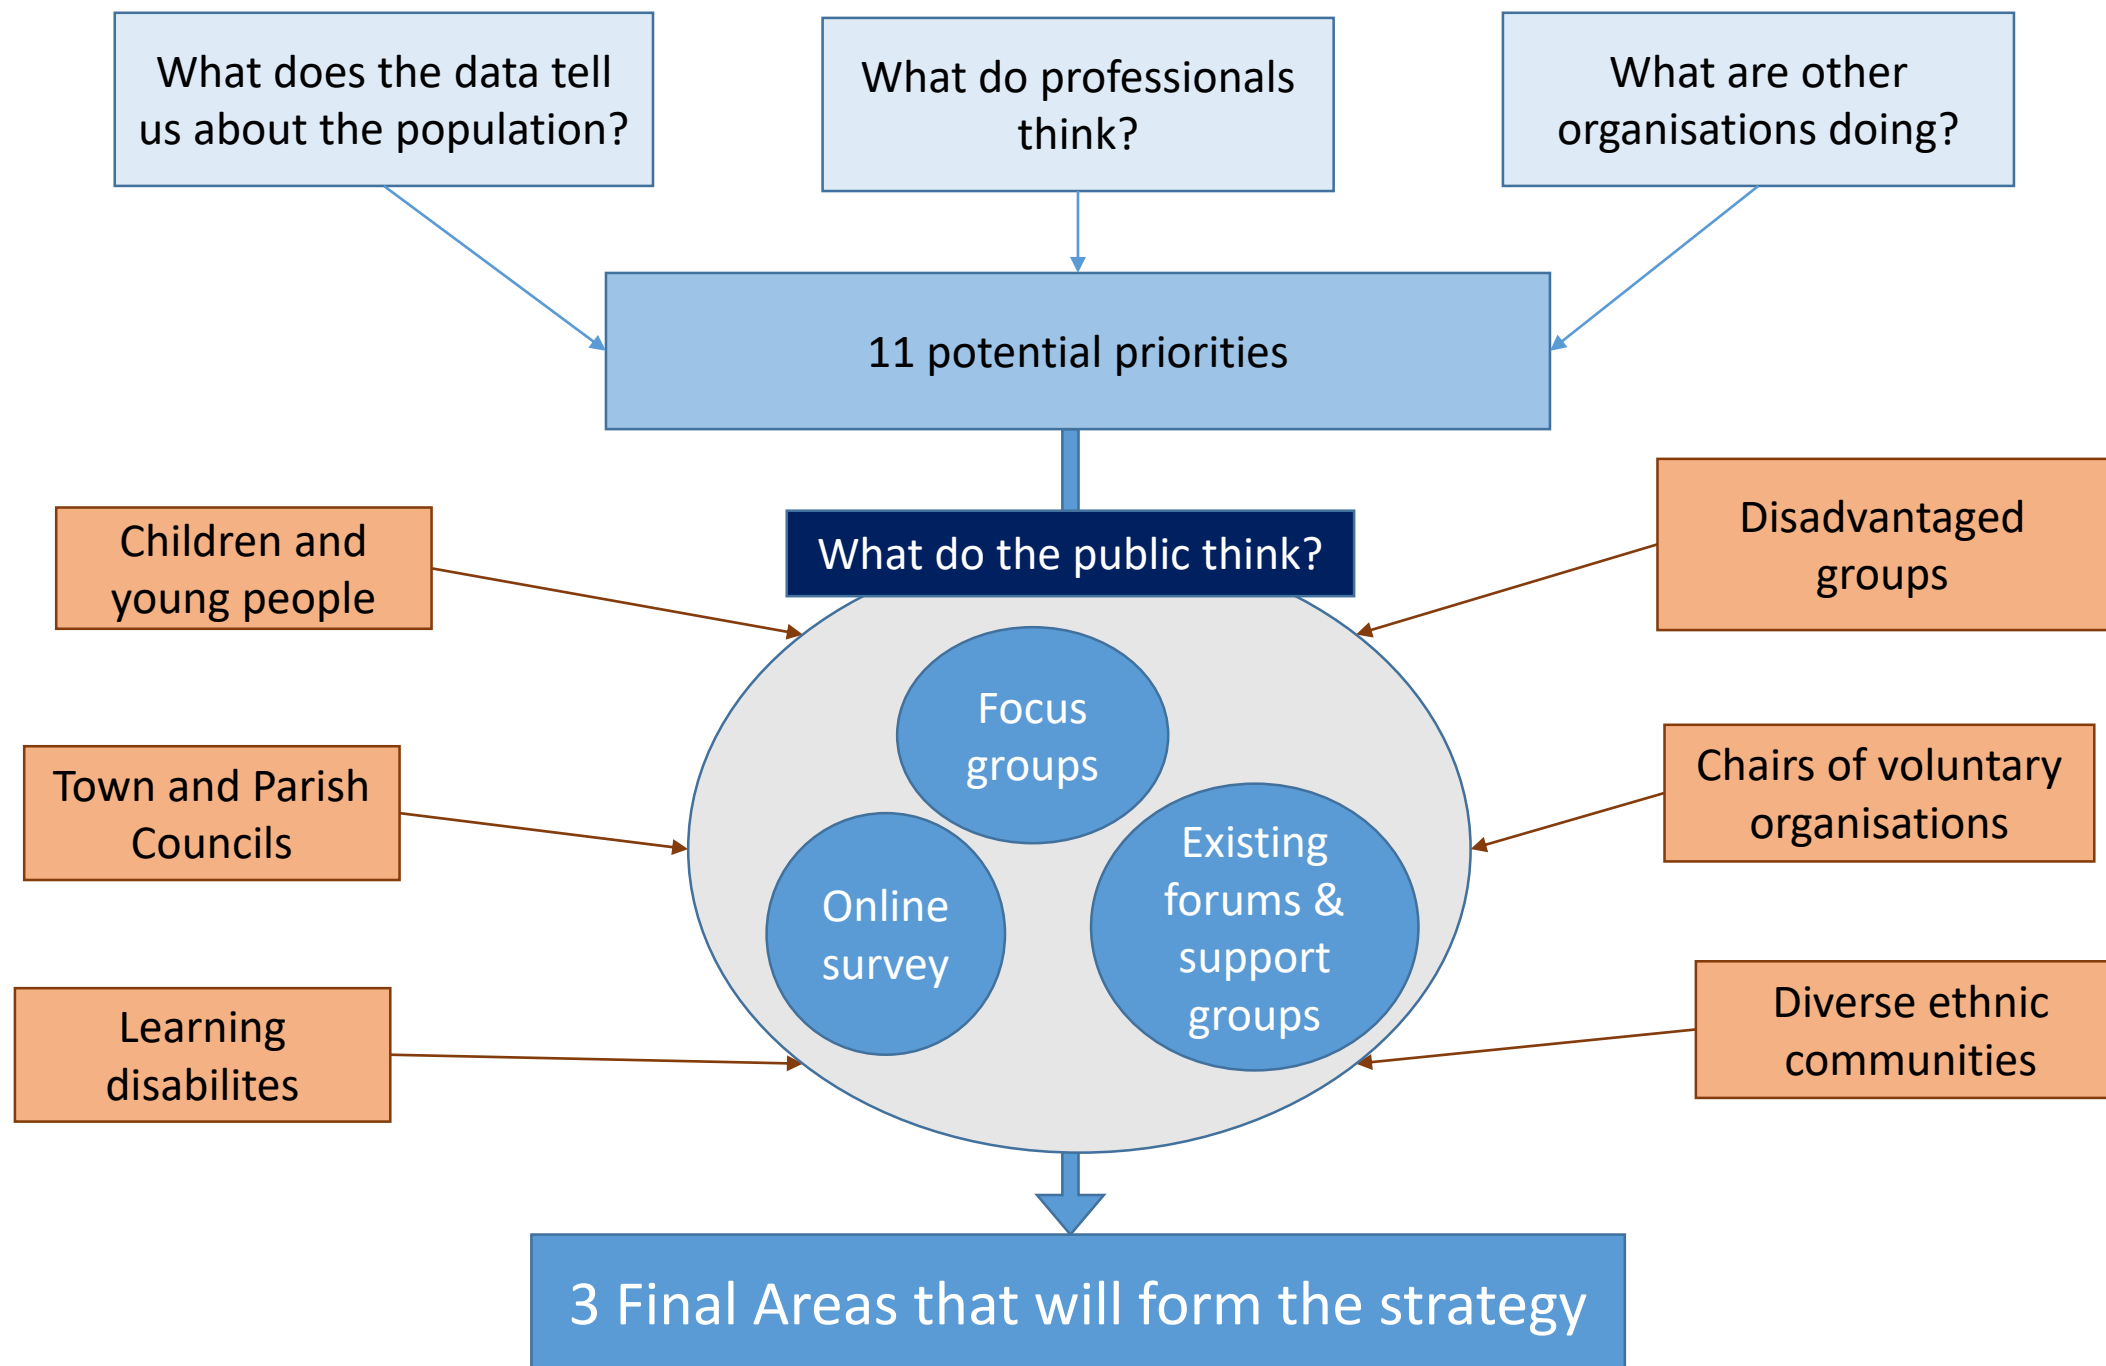 What does the data tell
us about the population?
What do professionals
think?
What are other
organisations doing?
11 potential priorities
What do the public think?
Children and
young people
Town and Parish
Councils
Learning
disabilites
Focus
groups
Online
survey
Existing
forums &
support
groups
Disadvantaged
groups
Chairs of voluntary
organisations
Diverse ethnic
communities
3 Final Areas that will form the strategy